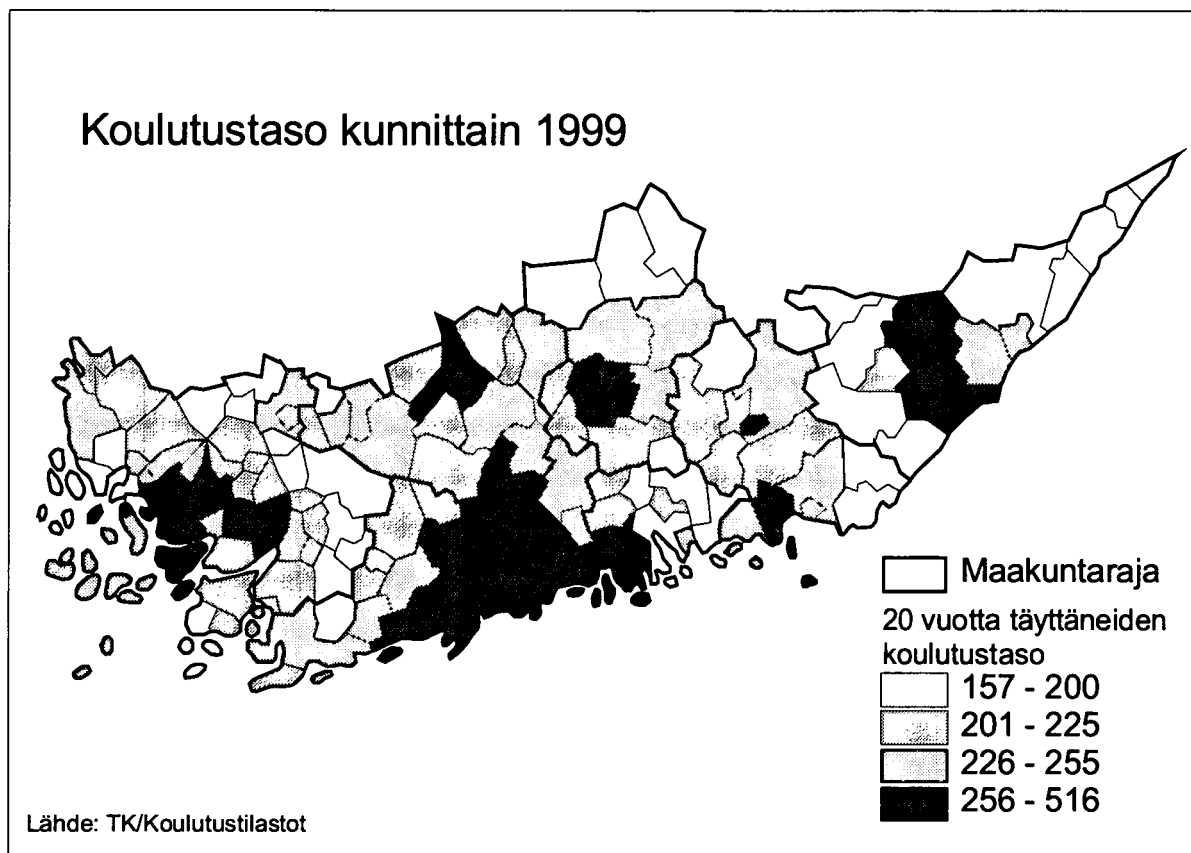 Koulutustaso kunnittain 1999
Maakuntaraja
20 vuotta täyttäneiden
koulutustaso
157 - 200
201 - 225
226 - 255
256 - 516
Lähde: TK/Koulutustilastot